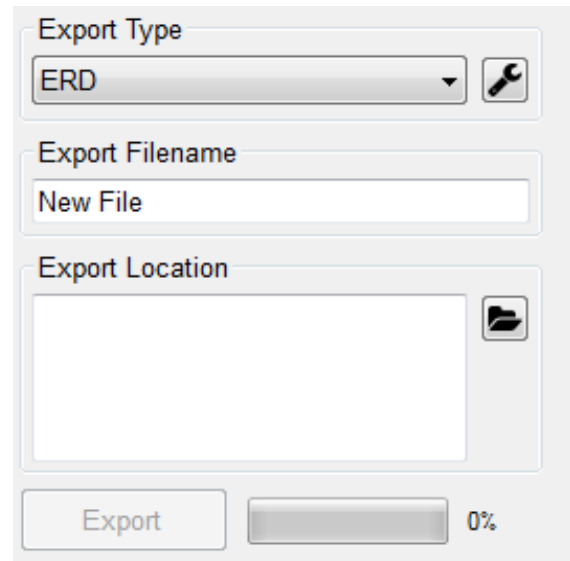 Export Type
ERD
Export Filename
New File
Export Location
Export 0%